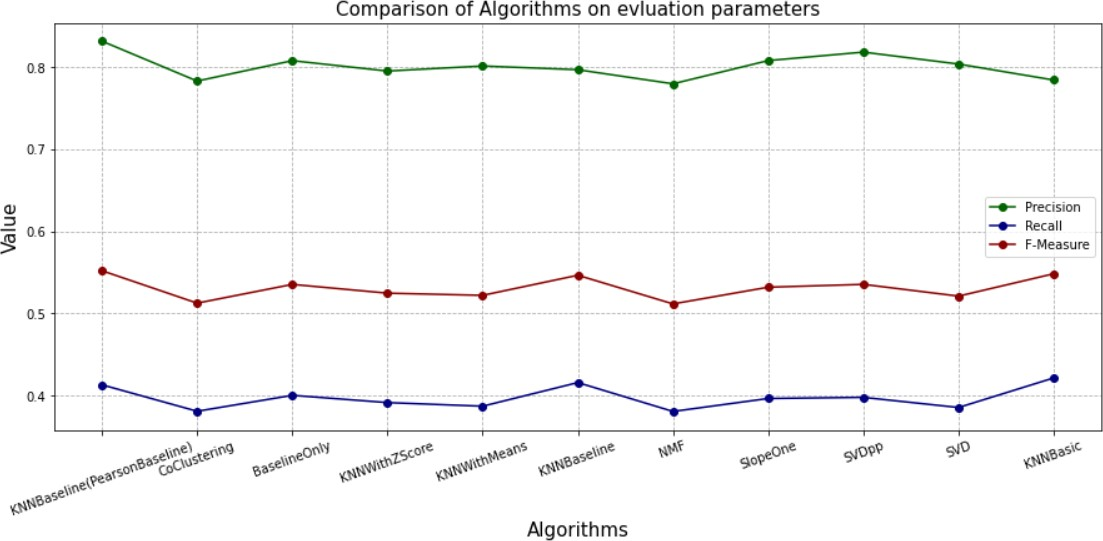 Comparison of Algorithms on evluation parameters
0.8
0.7
0.6
0.5
0.4
Value
Precision
Recall
F-Measure
KNNBaseline(PearsonBaseline)
CoClustering
BaselineOnly
KNNWithZScore
KNNWithMeans
KNNBaseline
NMF
SlopeOne
SVDpp
SVD
KNNBasic
Algorithms